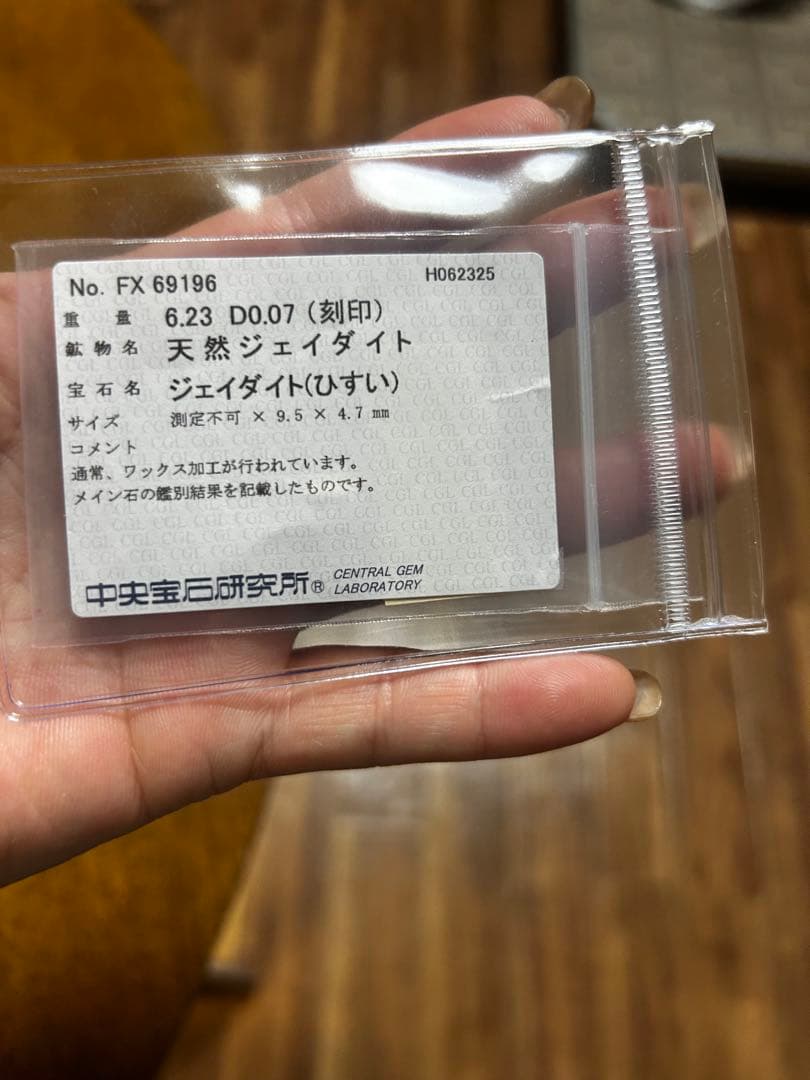 No. FX 69196 H062325
重量 6.23 D0.07 (刻印)
鉱物名 天然ジェイダイト
宝石名 ジェイダイト(ひすい)
サイズ 測定不可 × 9.5 × 4.7 mm
コメント
通常、ワックス加工が行われています。
メイン石の鑑別結果を記載したものです。
中央宝石研究所® CENTRAL GEM
LABORATORY